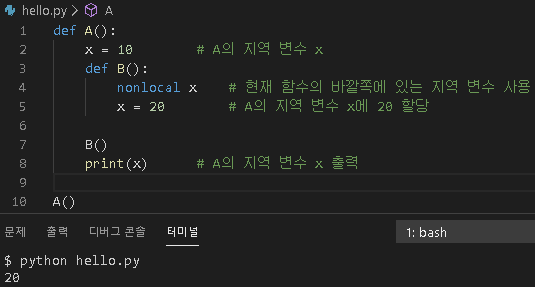 hello.py > A
1 def A():
2     x = 10        # A의 지역 변수 x
3     def B():
4         nonlocal x    # 현재 함수의 바깥쪽에 있는 지역 변수 사용
5         x = 20        # A의 지역 변수 x에 20 할당
6
7     B()
8     print(x)      # A의 지역 변수 x 출력
9
10 A()
문제 출력 디버그 콘솔 터미널 1: bash
$ python hello.py
20